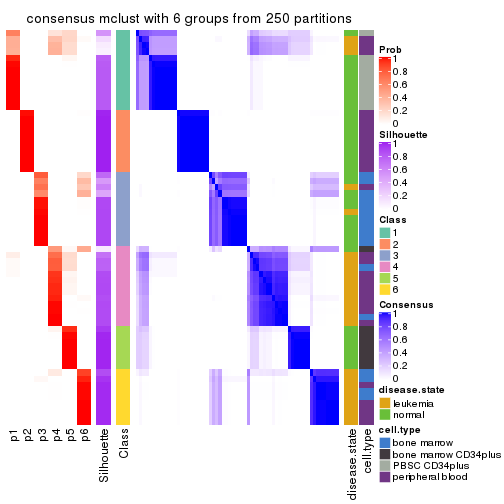 consensus mclust with 6 groups from 250 partitions
Prob
1
0.8
0.6
0.4
0.2
0
Silhouette
1
0.8
0.6
0.4
0.2
0
Class
1
2
3
4
5
6
Consensus
1
0.8
0.6
0.4
0.2
0
disease.state
leukemia
normal
cell.type
bone marrow
bone marrow CD34plus
PBSC CD34plus
peripheral blood
p1
p2
p3
p4
p5
p6
Silhouette
Class
disease.state
cell.type